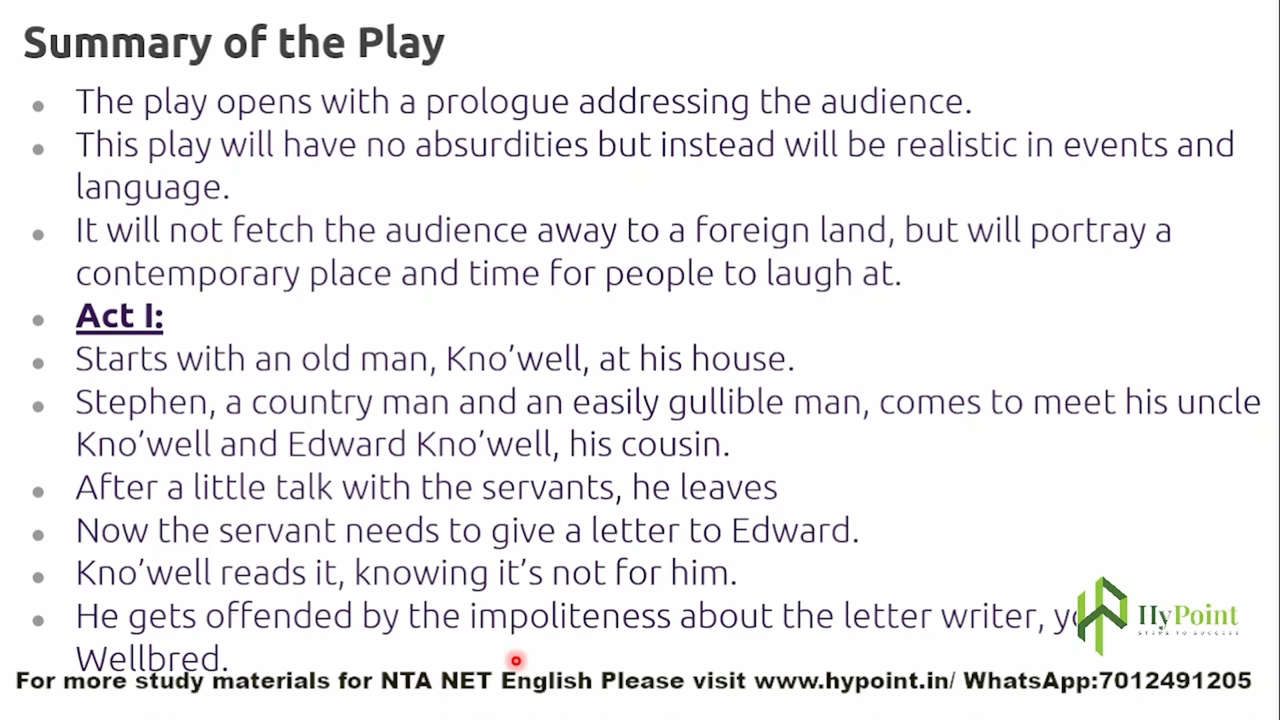 Summary of the Play
• The play opens with a prologue addressing the audience.
• This play will have no absurdities but instead will be realistic in events and
language.
• It will not fetch the audience away to a foreign land, but will portray a
contemporary place and time for people to laugh at.
• Act I:
• Starts with an old man, Kno’well, at his house.
• Stephen, a country man and an easily gullible man, comes to meet his uncle
Kno’well and Edward Kno’well, his cousin.
• After a little talk with the servants, he leaves
• Now the servant needs to give a letter to Edward.
• Kno’well reads it, knowing it’s not for him.
• He gets offended by the impoliteness about the letter writer,
Wellbred.
HyPoint
STEPS TO SUCCESS
For more study materials for NTA NET English Please visit www.hypoint.in/ WhatsApp:7012491205